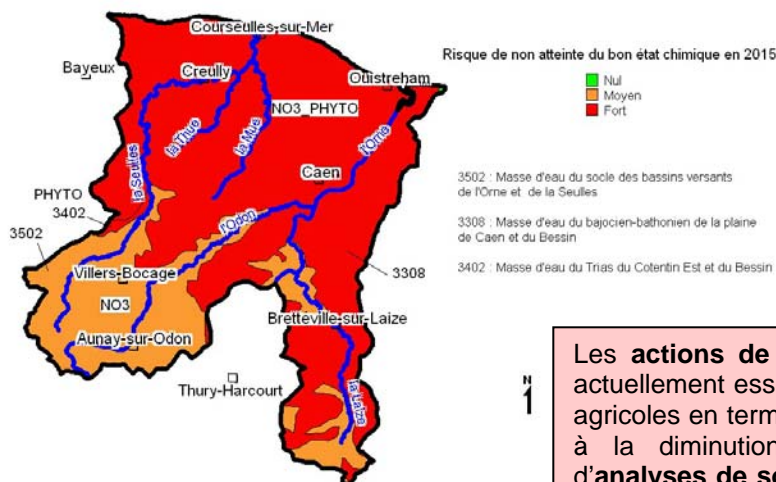 Courseulles-sur-Mer
Bayeux
Creully
Ouistreham
NO3_PHYTO
la Thue
la Mue
l'Orne
la Seulles
Caen
PHYTO
3402
3502
l'Odon
Villers-Bocage
3308
NO3
Bretteville-sur-Laize
Aunay-sur-Odon
Thury-Harcourt
la Laize
Risque de non atteinte du bon état chimique en 2015
Nul
Moyen
Fort
3502 : Masse d'eau du socle des bassins versants
de l'Orne et de la Seulles
3308 : Masse d'eau du bajocien-bathonien de la plaine
de Caen et du Bessin
3402 : Masse d'eau du Trias du Cotentin Est et du Bessin
N
Les actions de
actuellement ess
agricoles en term
à la diminution
d'analyses de so